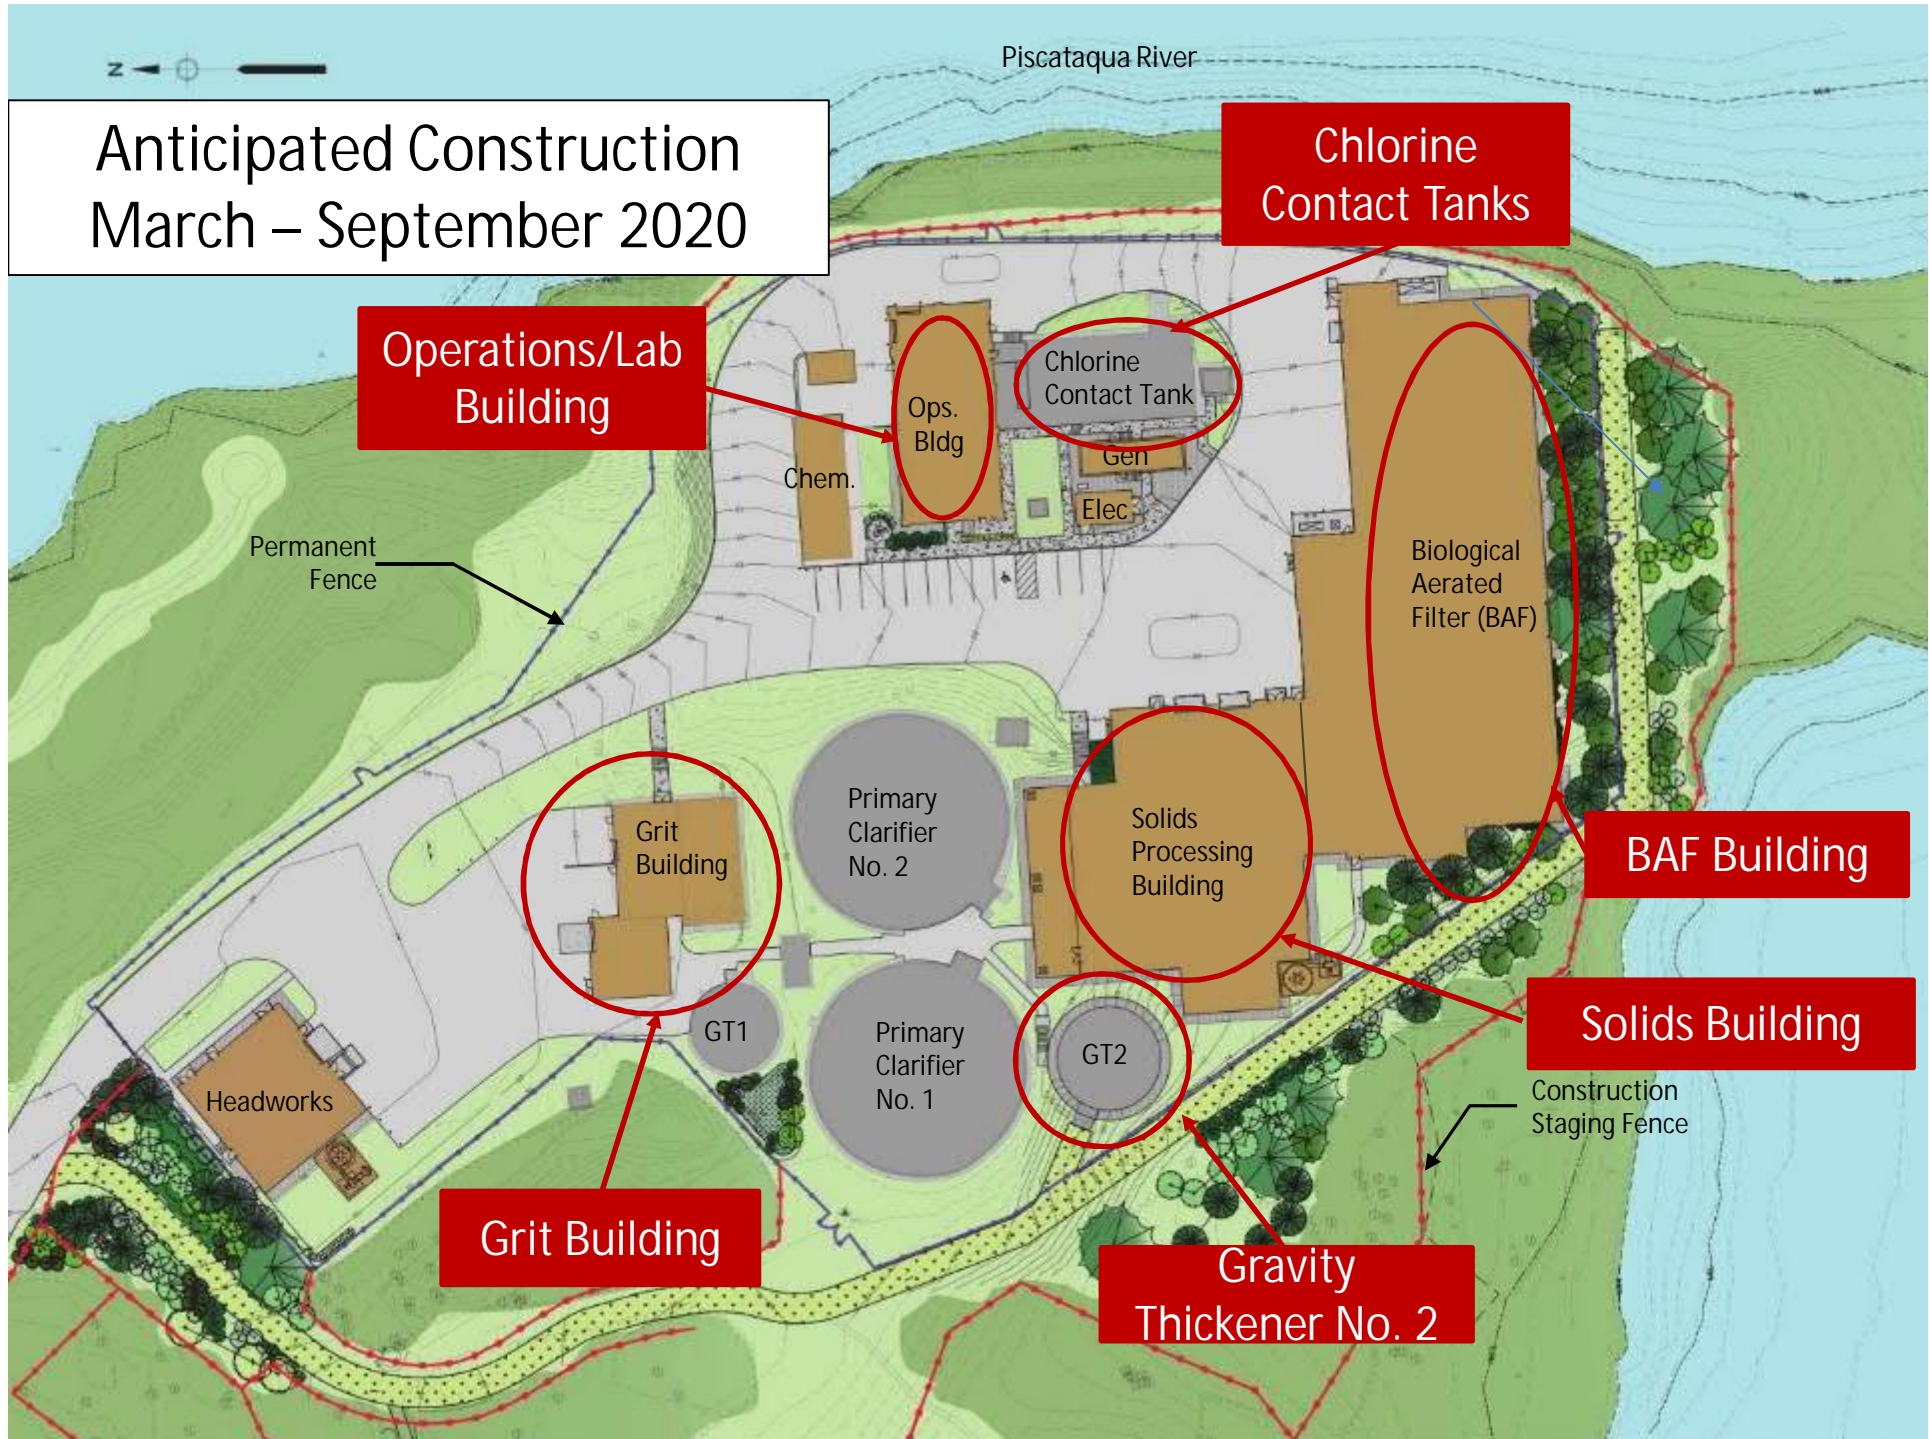 Piscataqua River
N
Anticipated Construction
March – September 2020
Chlorine
Contact Tanks
Operations/Lab
Building
Chlorine
Contact Tank
Ops.
Bldg
Gen
Chem.
Elec
Permanent
Fence
Biological
Aerated
Filter (BAF)
Primary
Clarifier
No. 2
Grit
Building
Solids
Processing
Building
BAF Building
Solids Building
GT1
Primary
Clarifier
No. 1
GT2
Headworks
Construction
Staging Fence
Grit Building
Gravity
Thickener No. 2